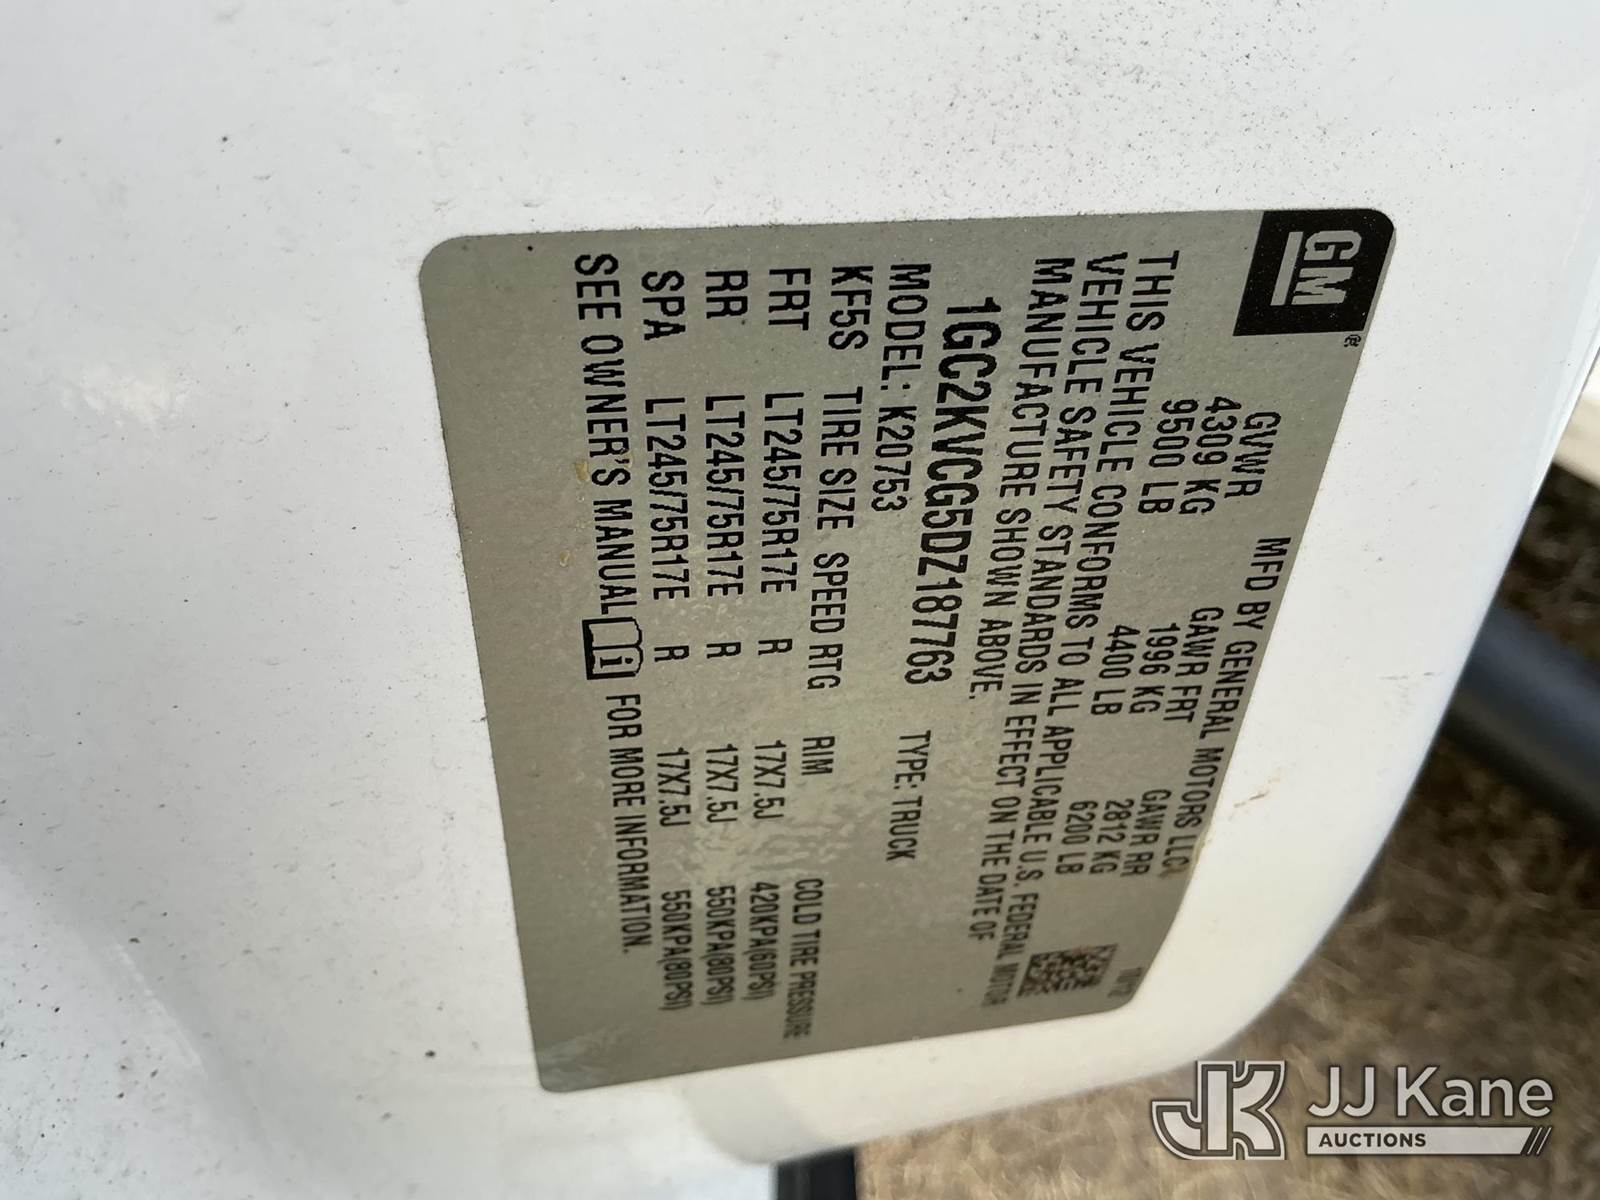 GM®
MFD BY GENERAL MOTORS LLC
10/12
GVWR GAWR FRT GAWR RR
4309 KG 1996 KG 2812 KG
9500 LB 4400 LB 6200 LB
THIS VEHICLE CONFORMS TO ALL APPLICABLE U.S. FEDERAL MOTOR
VEHICLE SAFETY STANDARDS IN EFFECT ON THE DATE OF
MANUFACTURE SHOWN ABOVE.
1GC2KVCG5DZ187763
MODEL: K20753 TYPE: TRUCK
KF5S TIRE SIZE SPEED RTG RIM COLD TIRE PRESSURE
FRT LT245/75R17E R 17X7.5J 420KPA(60PSI)
RR LT245/75R17E R 17X7.5J 550KPA(80PSI)
SPA LT245/75R17E R 17X7.5J 550KPA(80PSI)
SEE OWNER'S MANUAL i FOR MORE INFORMATION.
JK JJ Kane
AUCTIONS